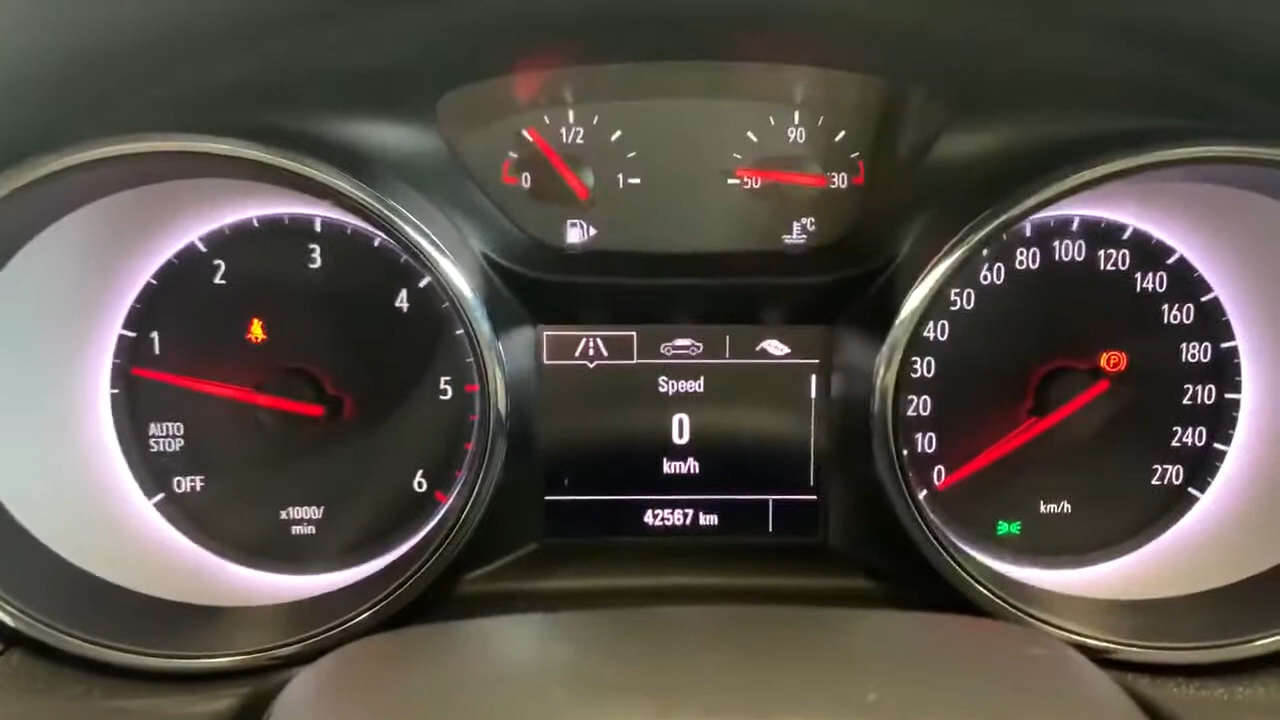 0 1/2 1
50 90 130
°C
OFF
AUTO
STOP
1 2 3 4 5 6
x1000/
min
Speed
0
km/h
42567 km
0 10 20 30 40 50 60 80 100 120 140 160 180 210 240 270
P
km/h